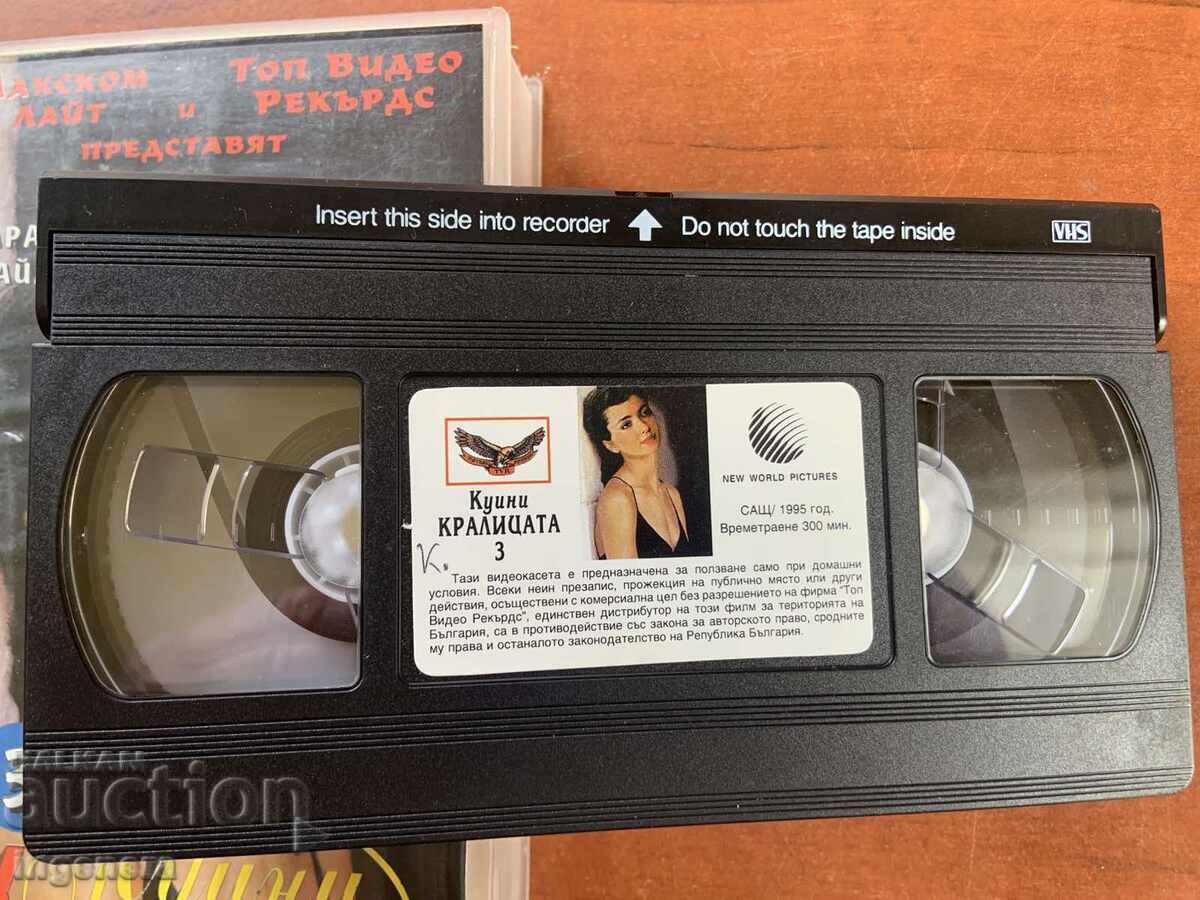 Топ Видео
Лайт и Рекърдс
представят
Insert this side into recorder Do not touch the tape inside VHS
Куини
КРАЛИЦАТА
3
К.
NEW WORLD PICTURES
САЩ/ 1995 год.
Времетраене 300 мин.
Тази видеокасета е предназначена за ползване само при домашни
условия. Всеки неин презапис, прожекция на публично място или други
действия, осъществени с комерсиална цел без разрешението на фирма "Топ
Видео Рекърдс", единствен дистрибутор на този филм за територията на
България, са в противодействие със закона за авторското право, сродните
му права и останалото законодателство на Република България.
BALKAN
auction
ingenera